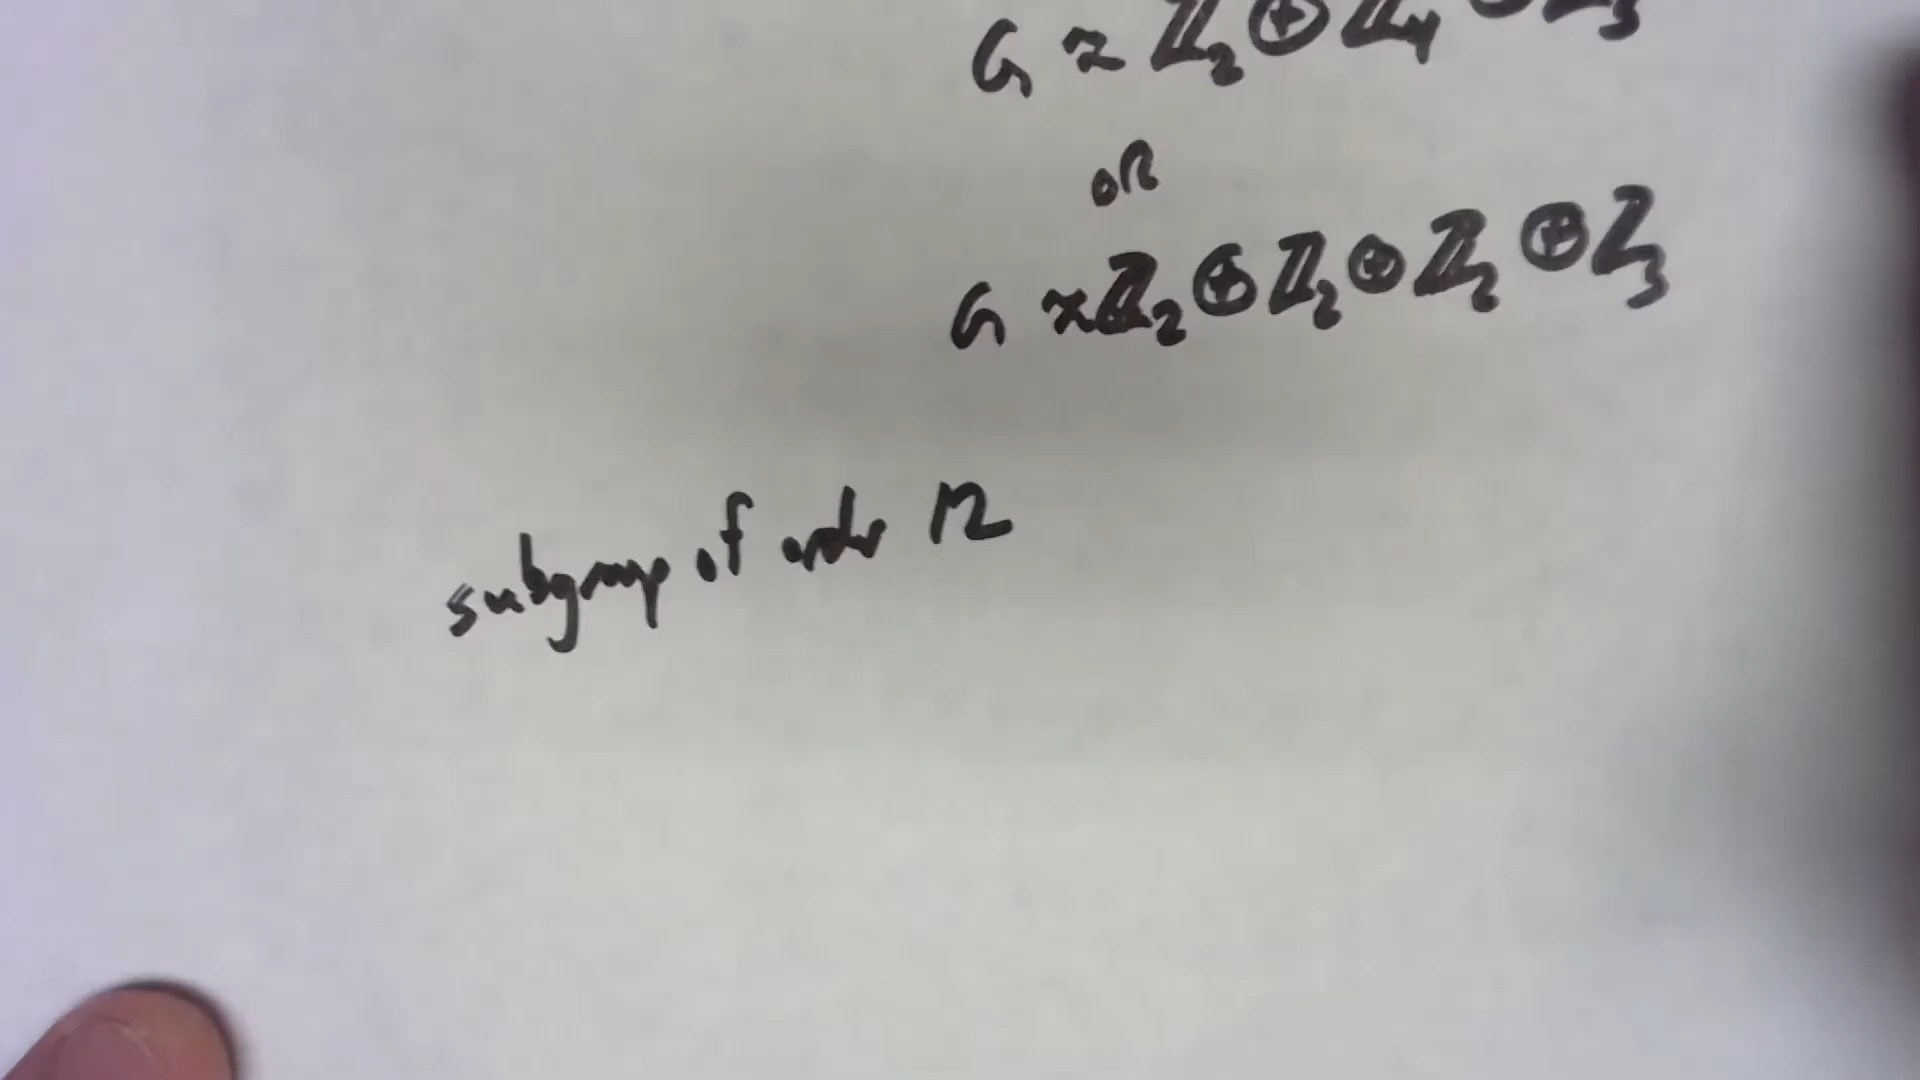 G ≈ ℤ₂ ⊕ ℤ₄ ⊕ ℤ₃
OR
G ≈ ℤ₂ ⊕ ℤ₂ ⊕ ℤ₂ ⊕ ℤ₃
subgroup of order 12